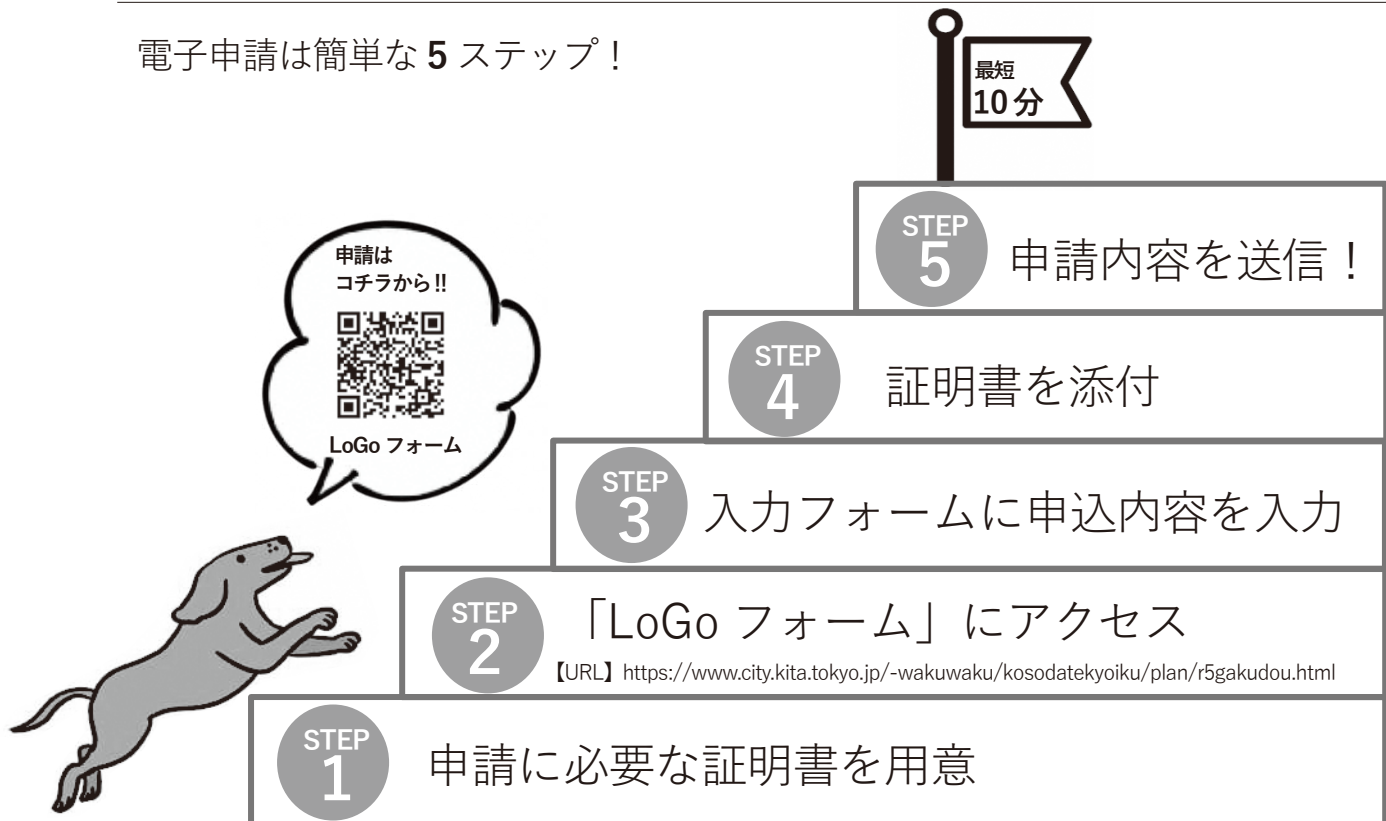 電子申請は簡単な 5 ステップ！
最短
10 分
申請は
コチラから !!
LoGo フォーム
STEP
5
申請内容を送信！
STEP
4
証明書を添付
STEP
3
入力フォームに申込内容を入力
STEP
2
「LoGo フォーム」にアクセス
【URL】https://www.city.kita.tokyo.jp/-wakuwaku/kosodatekyoiku/plan/r5gakudou.html
STEP
1
申請に必要な証明書を用意